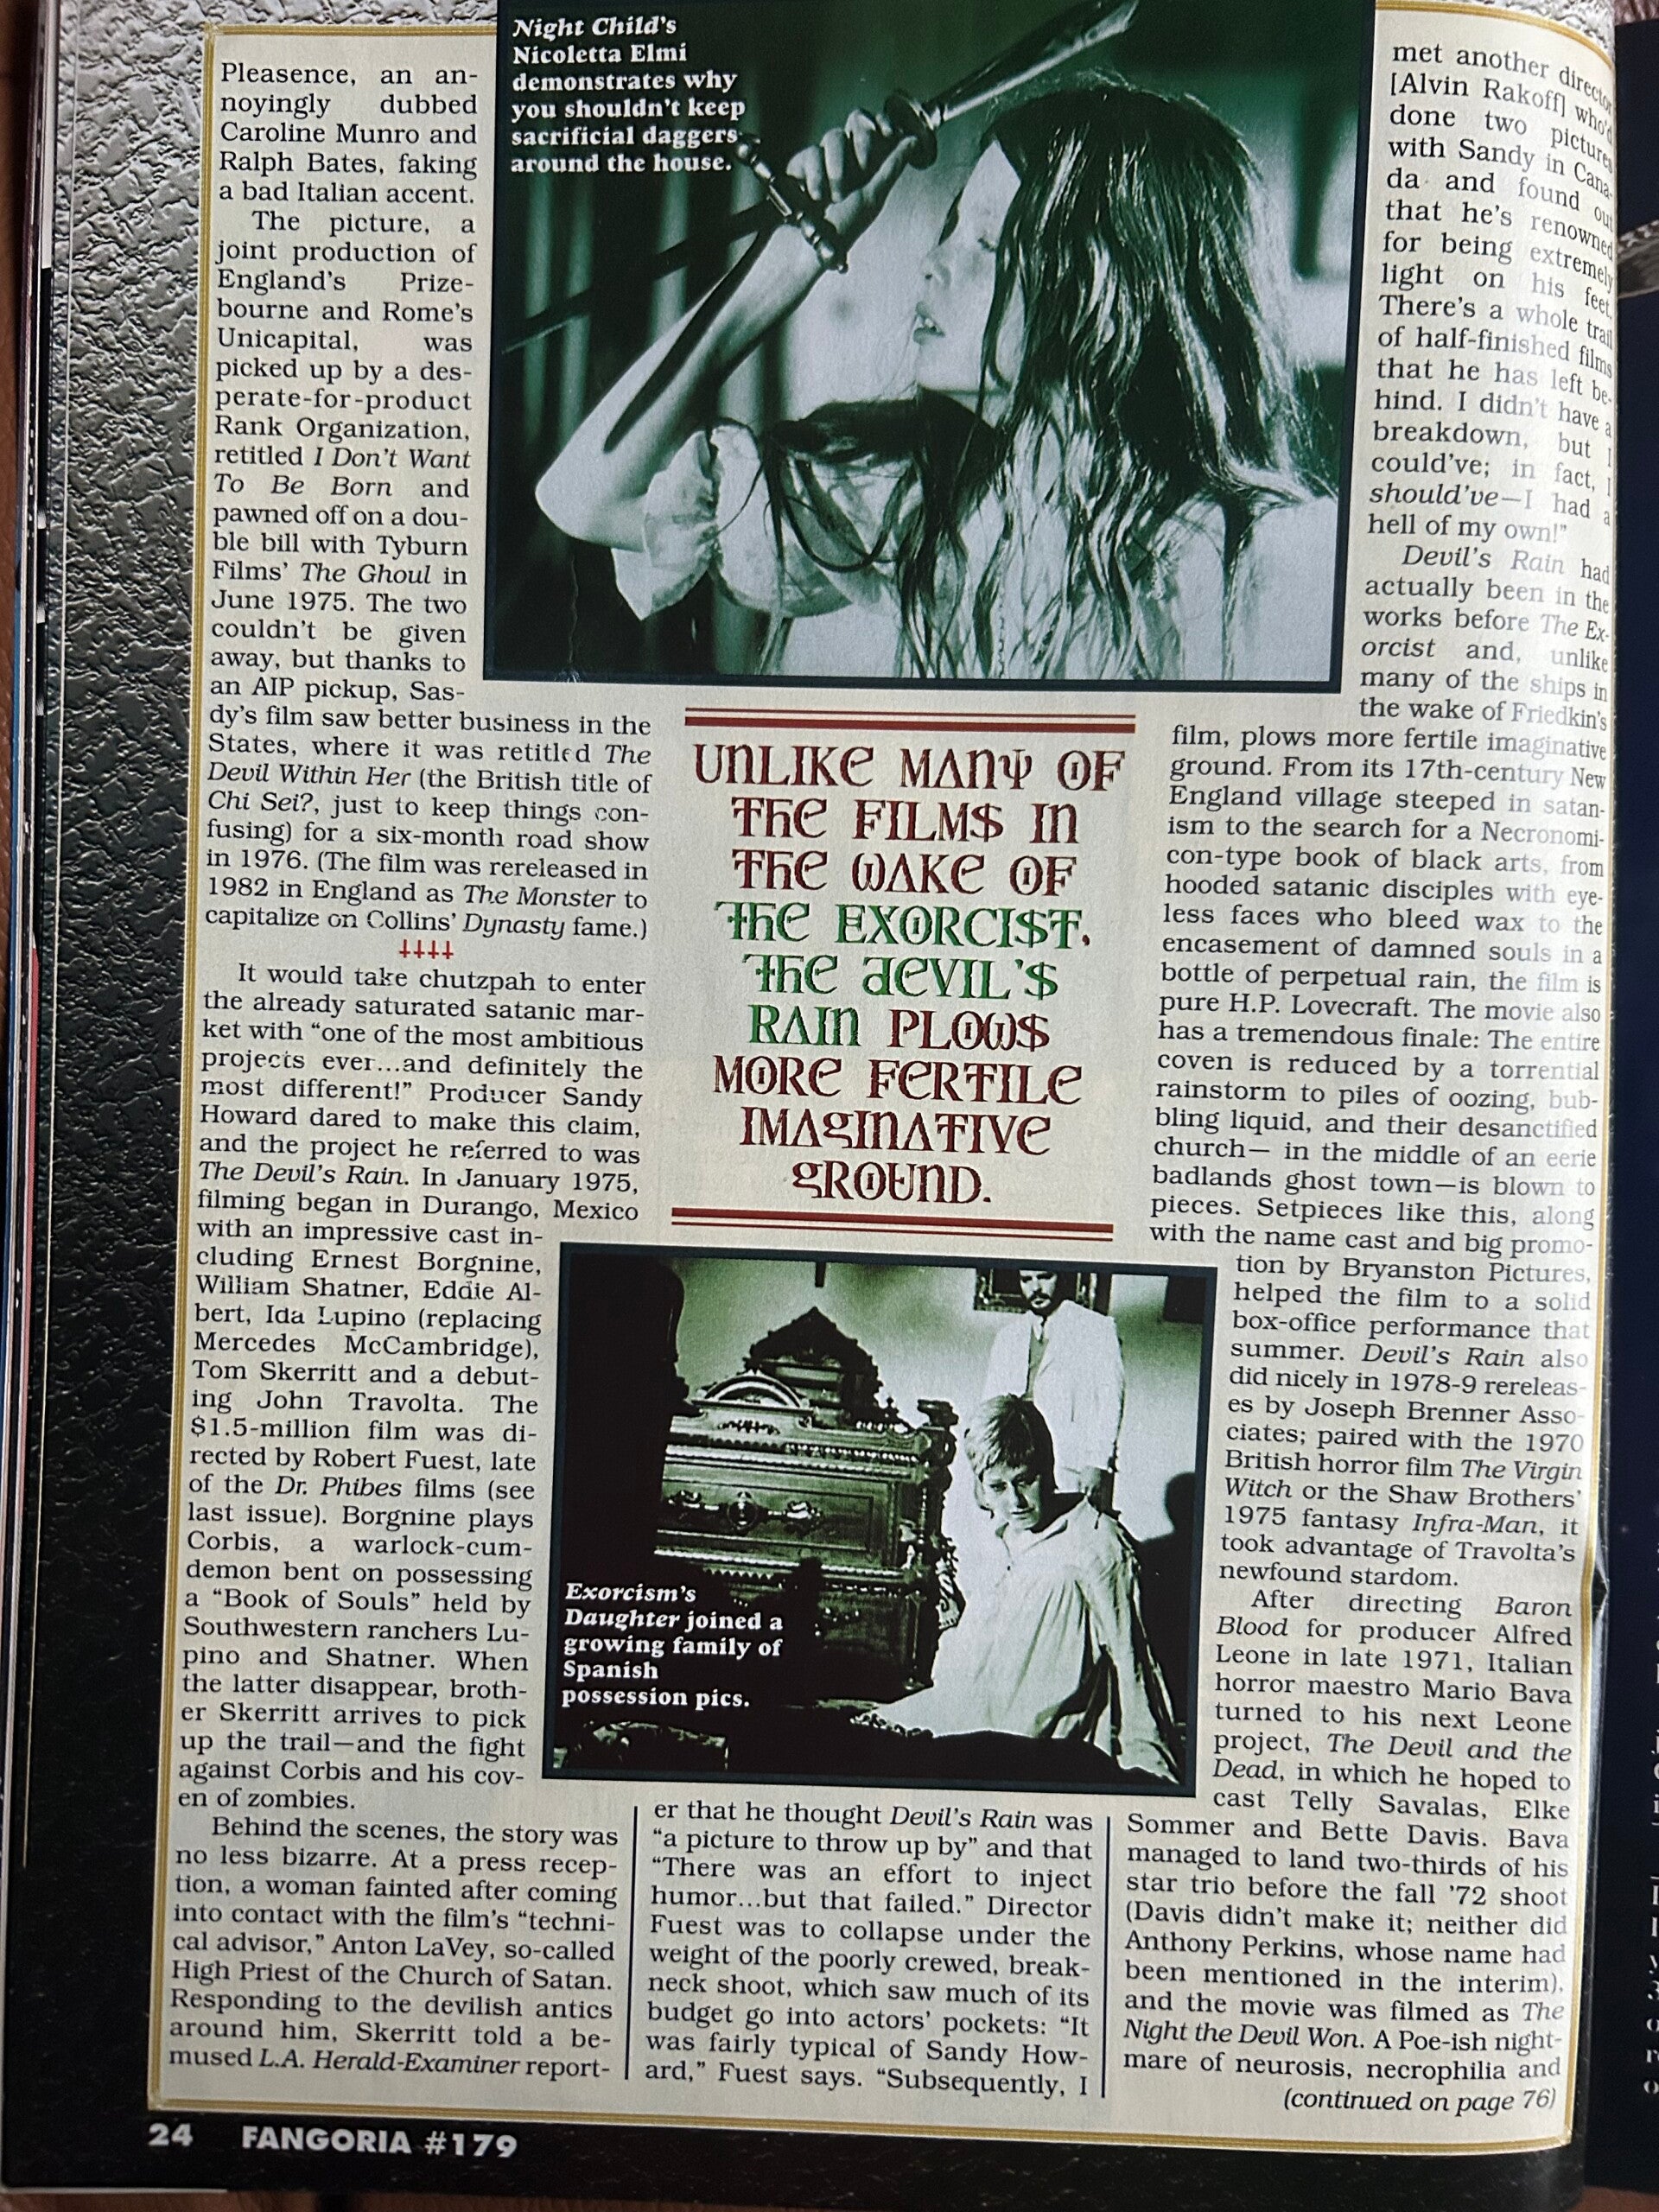 Night Child's
Nicoletta Elmi
demonstrates why
you shouldn't keep
sacrificial daggers
around the house.
Pleasence, an an-
noyingly dubbed
Caroline Munro and
Ralph Bates, faking
a bad Italian accent.
The picture, a
joint production of
England's Prize-
bourne and Rome's
Unicapital, was
picked up by a des-
perate-for-product
Rank Organization,
retitled I Don't Want
To Be Born and
pawned off on a dou-
ble bill with Tyburn
Films' The Ghoul in
June 1975. The two
couldn't be given
away, but thanks to
an AIP pickup, Sas-
dy's film saw better business in the
States, where it was retitled The
Devil Within Her (the British title of
Chi Sei?, just to keep things con-
fusing) for a six-month road show
in 1976. (The film was rereleased in
1982 in England as The Monster to
capitalize on Collins' Dynasty fame.)
††††
It would take chutzpah to enter
the already saturated satanic mar-
ket with "one of the most ambitious
projects ever...and definitely the
most different!" Producer Sandy
Howard dared to make this claim,
and the project he referred to was
The Devil's Rain. In January 1975,
filming began in Durango, Mexico
with an impressive cast in-
cluding Ernest Borgnine,
William Shatner, Eddie Al-
bert, Ida Lupino (replacing
Mercedes McCambridge),
Tom Skerritt and a debut-
ing John Travolta. The
$1.5-million film was di-
rected by Robert Fuest, late
of the Dr. Phibes films (see
last issue). Borgnine plays
Corbis, a warlock-cum-
demon bent on possessing
a "Book of Souls" held by
Southwestern ranchers Lu-
pino and Shatner. When
the latter disappear, broth-
er Skerritt arrives to pick
up the trail—and the fight
against Corbis and his cov-
en of zombies.
Behind the scenes, the story was
no less bizarre. At a press recep-
tion, a woman fainted after coming
into contact with the film's "techni-
cal advisor," Anton LaVey, so-called
High Priest of the Church of Satan.
Responding to the devilish antics
around him, Skerritt told a be-
mused L.A. Herald-Examiner report-
UNLIKE MANY OF
THE FILMS IN
THE WAKE OF
THE EXORCIST,
THE DEVIL'S
RAIN PLOWS
MORE FERTILE
IMAGINATIVE
GROUND.
Exorcism's
Daughter joined a
growing family of
Spanish
possession pics.
er that he thought Devil's Rain was
"a picture to throw up by" and that
"There was an effort to inject
humor...but that failed." Director
Fuest was to collapse under the
weight of the poorly crewed, break-
neck shoot, which saw much of its
budget go into actors' pockets: "It
was fairly typical of Sandy How-
ard," Fuest says. "Subsequently, I
met another director
[Alvin Rakoff] who'd
done two pictures
with Sandy in Cana-
da and found out
that he's renowned
for being extremely
light on his feet.
There's a whole trail
of half-finished films
that he has left be-
hind. I didn't have a
breakdown, but I
could've; in fact, I
should've—I had a
hell of my own!"
Devil's Rain had
actually been in the
works before The Ex-
orcist and, unlike
many of the ships in
the wake of Friedkin's
film, plows more fertile imaginative
ground. From its 17th-century New
England village steeped in satan-
ism to the search for a Necronomi-
con-type book of black arts, from
hooded satanic disciples with eye-
less faces who bleed wax to the
encasement of damned souls in a
bottle of perpetual rain, the film is
pure H.P. Lovecraft. The movie also
has a tremendous finale: The entire
coven is reduced by a torrential
rainstorm to piles of oozing, bub-
bling liquid, and their desanctified
church— in the middle of an eerie
badlands ghost town—is blown to
pieces. Setpieces like this, along
with the name cast and big promo-
tion by Bryanston Pictures,
helped the film to a solid
box-office performance that
summer. Devil's Rain also
did nicely in 1978-9 rereleas-
es by Joseph Brenner Asso-
ciates; paired with the 1970
British horror film The Virgin
Witch or the Shaw Brothers'
1975 fantasy Infra-Man, it
took advantage of Travolta's
newfound stardom.
After directing Baron
Blood for producer Alfred
Leone in late 1971, Italian
horror maestro Mario Bava
turned to his next Leone
project, The Devil and the
Dead, in which he hoped to
cast Telly Savalas, Elke
Sommer and Bette Davis. Bava
managed to land two-thirds of his
star trio before the fall '72 shoot
(Davis didn't make it; neither did
Anthony Perkins, whose name had
been mentioned in the interim),
and the movie was filmed as The
Night the Devil Won. A Poe-ish night-
mare of neurosis, necrophilia and
(continued on page 76)
24 FANGORIA #179